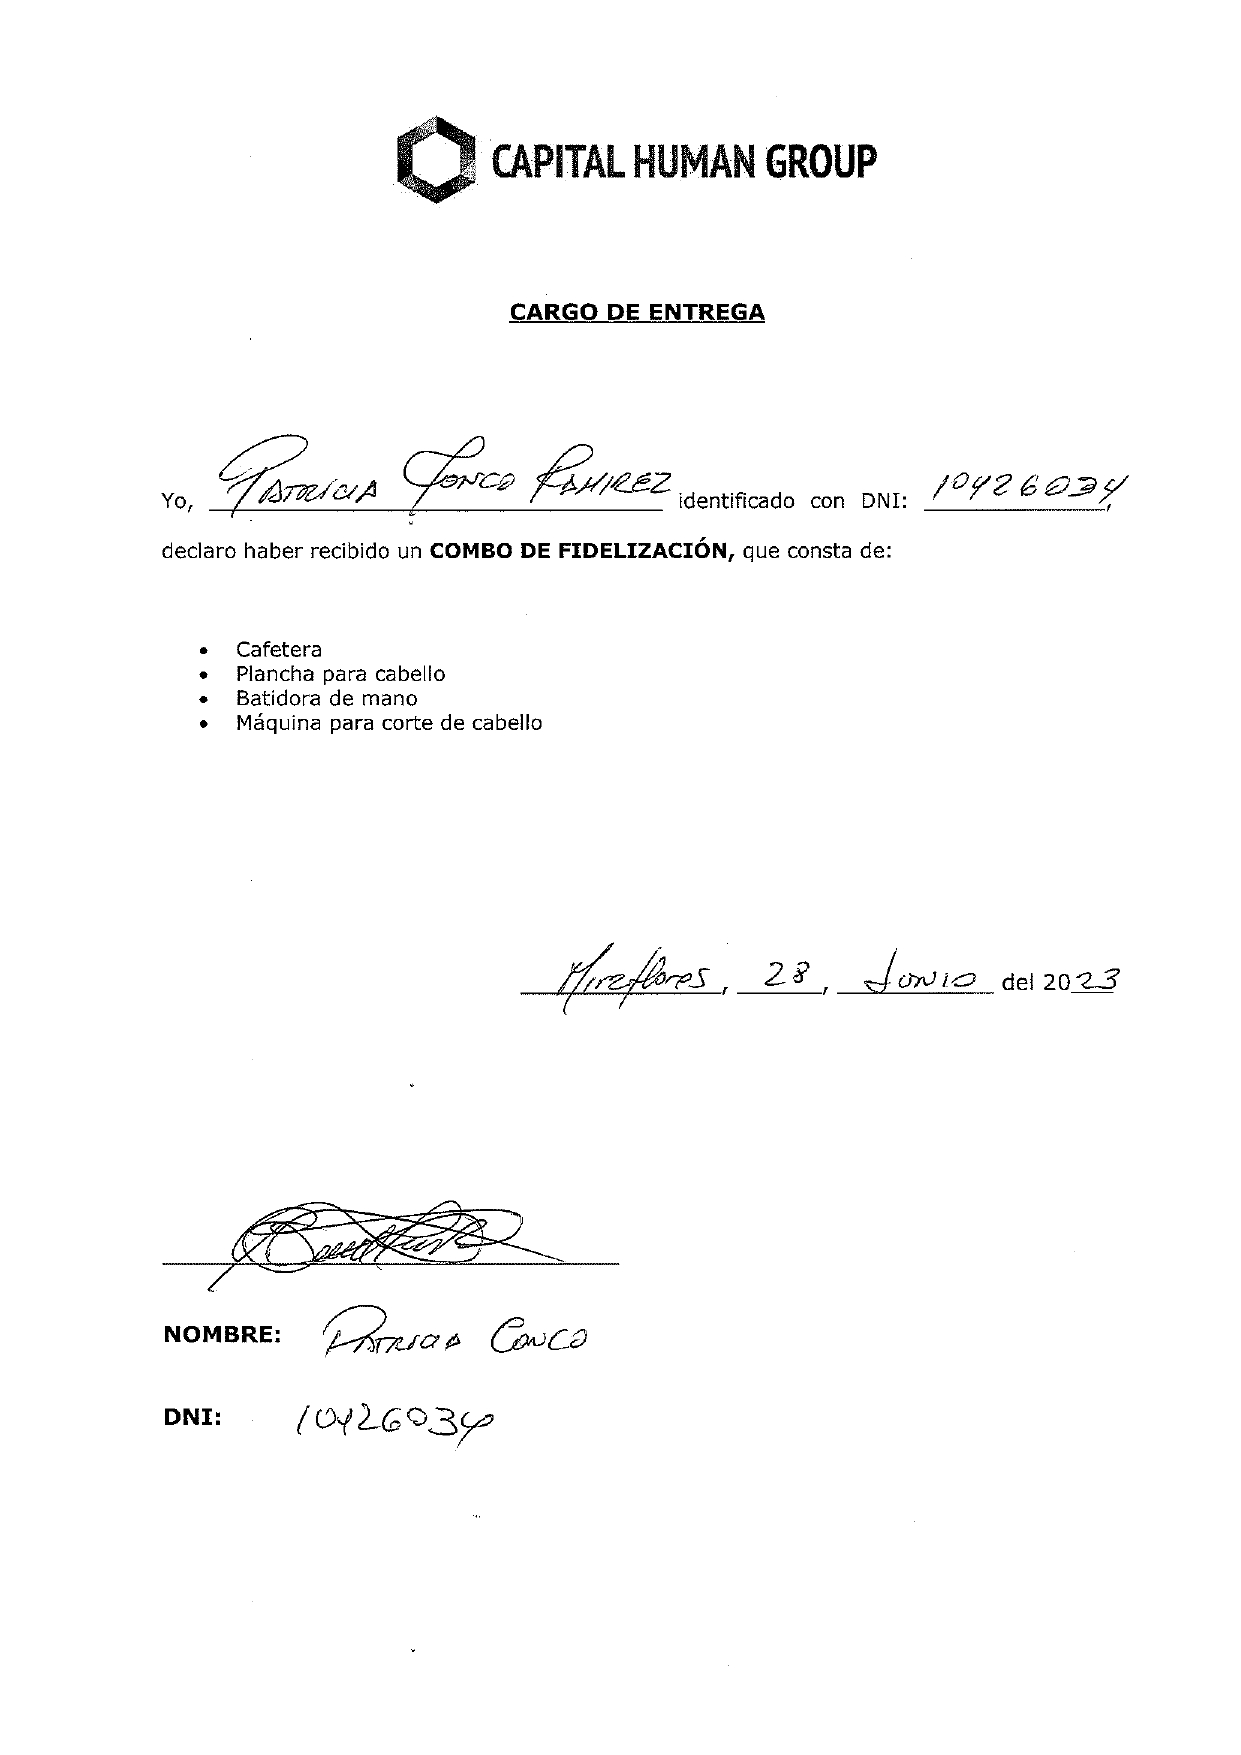 CAPITAL HUMAN GROUP
CARGO DE ENTREGA
Yo, PATRICIA CONCO RAMIREZ identificado con DNI: 10426034,
declaro haber recibido un COMBO DE FIDELIZACIÓN, que consta de:
• Cafetera
• Plancha para cabello
• Batidora de mano
• Máquina para corte de cabello
Miraflores, 28, Junio del 2023
NOMBRE: PATRICIA CONCO
DNI: 10426034